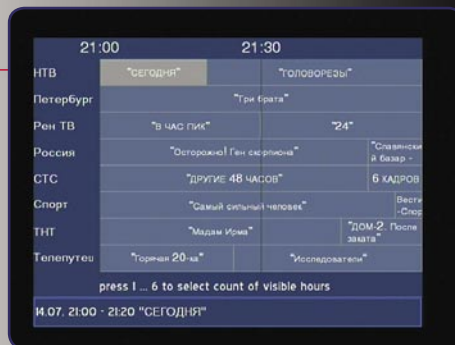 21:00 21:30
НТВ "СЕГОДНЯ" "ГОЛОВОРЕЗЫ"
Петербург "Три брата"
Рен ТВ "В ЧАС ПИК" "24"
Россия "Осторожно! Ген скорпиона" "Славянски
й базар -
СТС "ДРУГИЕ 48 ЧАСОВ" 6 КАДРОВ
Спорт "Самый сильный человек" Вести
-Спор
ТНТ "Мадам Ирма" "ДОМ-2. После
заката"
Телепутеш "Горячая 20-ка" "Исследователи"
press 1 ... 6 to select count of visible hours
14.07. 21:00 - 21:20 "СЕГОДНЯ"